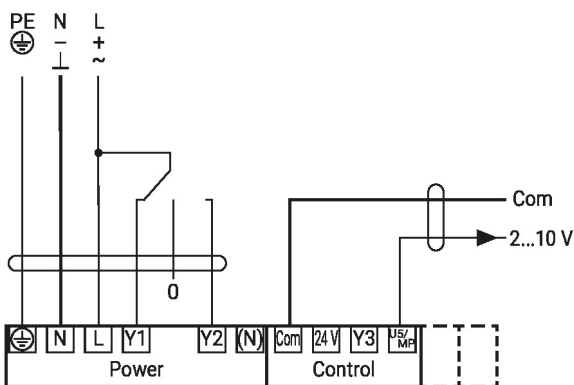 PE N L
– +
⊥ ~
Com
2...10 V
0
N L Y1 Y2 (N) Com 24 V Y3 U5/MP
Power Control